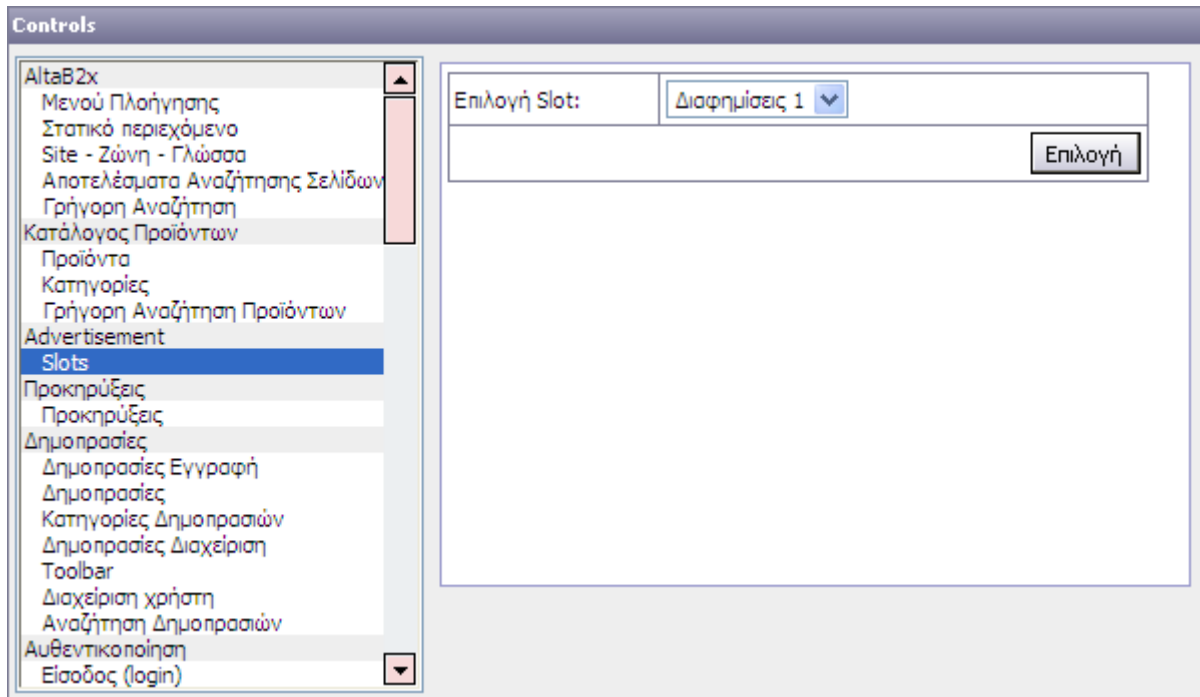 Controls
AltaB2x
Μενού Πλοήγησης
Στατικό περιεχόμενο
Site - Ζώνη - Γλώσσα
Αποτελέσματα Αναζήτησης Σελίδων
Γρήγορη Αναζήτηση
Κατάλογος Προϊόντων
Προϊόντα
Κατηγορίες
Γρήγορη Αναζήτηση Προϊόντων
Advertisement
Slots
Προκηρύξεις
Προκηρύξεις
Δημοπρασίες
Δημοπρασίες Εγγραφή
Δημοπρασίες
Κατηγορίες Δημοπρασιών
Δημοπρασίες Διαχείριση
Toolbar
Διαχείριση χρήστη
Αναζήτηση Δημοπρασιών
Αυθεντικοποίηση
Είσοδος (login)
Επιλογή Slot: Διαφημίσεις 1
Επιλογή